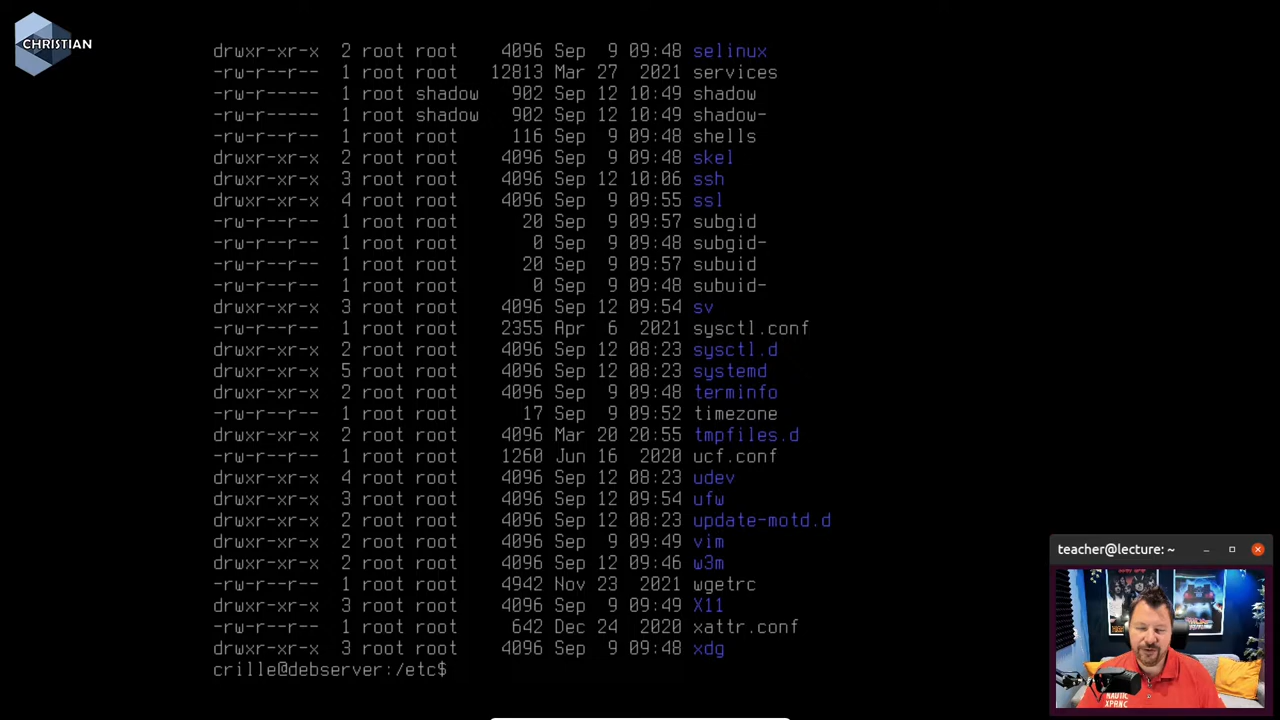 CHRISTIAN
drwxr-xr-x 2 root root 4096 Sep 9 09:48 selinux
-rw-r--r-- 1 root root 12813 Mar 27 2021 services
-rw-r----- 1 root shadow 902 Sep 12 10:49 shadow
-rw-r----- 1 root shadow 902 Sep 12 10:49 shadow-
-rw-r--r-- 1 root root 116 Sep 9 09:48 shells
drwxr-xr-x 2 root root 4096 Sep 9 09:48 skel
drwxr-xr-x 3 root root 4096 Sep 12 10:06 ssh
drwxr-xr-x 4 root root 4096 Sep 9 09:55 ssl
-rw-r--r-- 1 root root 20 Sep 9 09:57 subgid
-rw-r--r-- 1 root root 0 Sep 9 09:48 subgid-
-rw-r--r-- 1 root root 20 Sep 9 09:57 subuid
-rw-r--r-- 1 root root 0 Sep 9 09:48 subuid-
drwxr-xr-x 3 root root 4096 Sep 12 09:54 sv
-rw-r--r-- 1 root root 2355 Apr 6 2021 sysctl.conf
drwxr-xr-x 2 root root 4096 Sep 12 08:23 sysctl.d
drwxr-xr-x 5 root root 4096 Sep 12 08:23 systemd
drwxr-xr-x 2 root root 4096 Sep 9 09:48 terminfo
-rw-r--r-- 1 root root 17 Sep 9 09:52 timezone
drwxr-xr-x 2 root root 4096 Mar 20 20:55 tmpfiles.d
-rw-r--r-- 1 root root 1260 Jun 16 2020 ucf.conf
drwxr-xr-x 4 root root 4096 Sep 12 08:23 udev
drwxr-xr-x 3 root root 4096 Sep 12 09:54 ufw
drwxr-xr-x 2 root root 4096 Sep 12 08:23 update-motd.d
drwxr-xr-x 2 root root 4096 Sep 9 09:49 vim
drwxr-xr-x 2 root root 4096 Sep 12 09:46 w3m
-rw-r--r-- 1 root root 4942 Nov 23 2021 wgetrc
drwxr-xr-x 3 root root 4096 Sep 9 09:49 X11
-rw-r--r-- 1 root root 642 Dec 24 2020 xattr.conf
drwxr-xr-x 3 root root 4096 Sep 9 09:48 xdg
crille@debserver:/etc$
teacher@lecture: ~